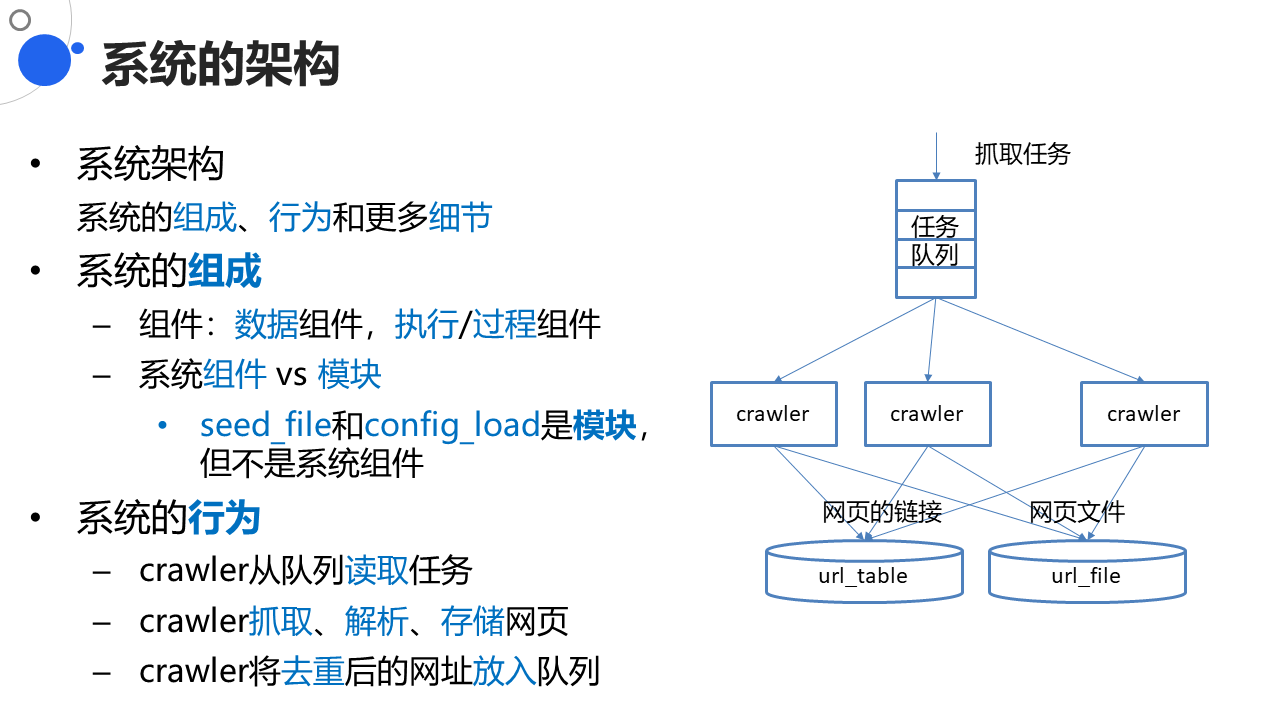 系统的架构
• 系统架构
系统的组成、行为和更多细节
• 系统的组成
– 组件：数据组件，执行/过程组件
– 系统组件 vs 模块
• seed_file和config_load是模块，
但不是系统组件
• 系统的行为
– crawler从队列读取任务
– crawler抓取、解析、存储网页
– crawler将去重后的网址放入队列
抓取任务
任务
队列
crawler
crawler
crawler
网页的链接
网页文件
url_table
url_file